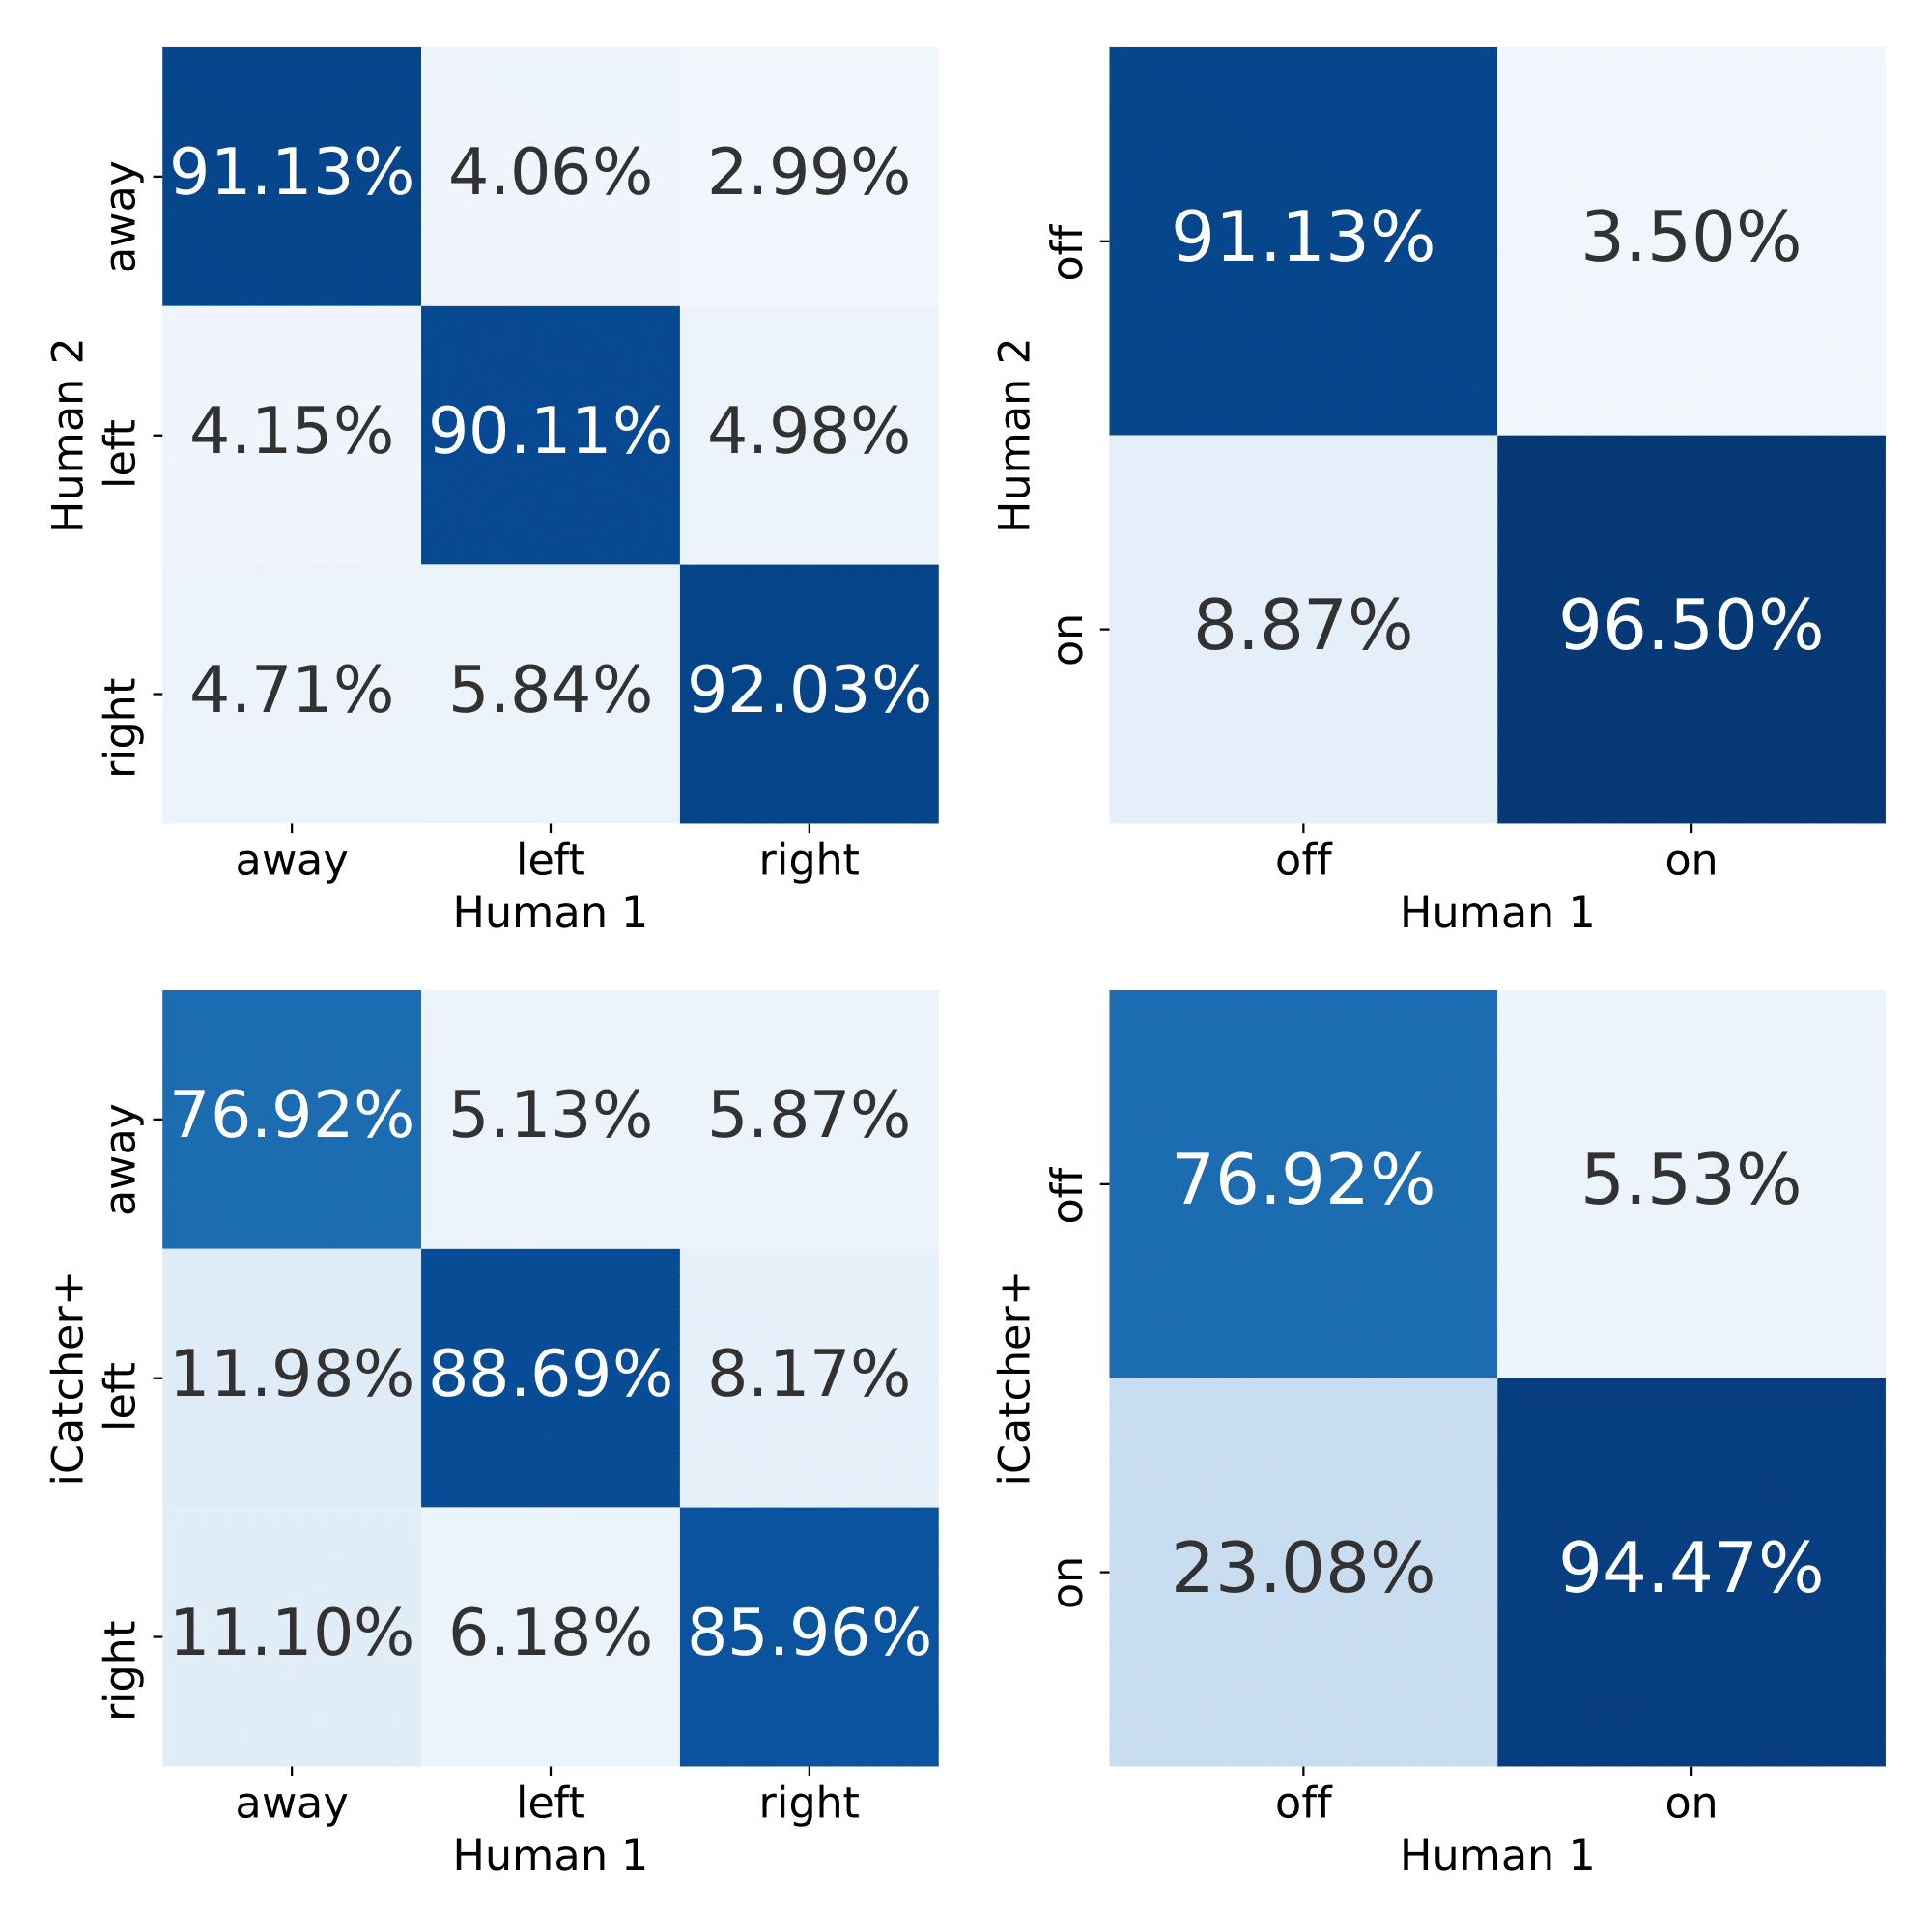 Human 2
away
91.13% 4.06% 2.99%
left
4.15% 90.11% 4.98%
right
4.71% 5.84% 92.03%
away left right
Human 1
Human 2
off
91.13% 3.50%
on
8.87% 96.50%
off on
Human 1
iCatcher+
away
76.92% 5.13% 5.87%
left
11.98% 88.69% 8.17%
right
11.10% 6.18% 85.96%
away left right
Human 1
iCatcher+
off
76.92% 5.53%
on
23.08% 94.47%
off on
Human 1